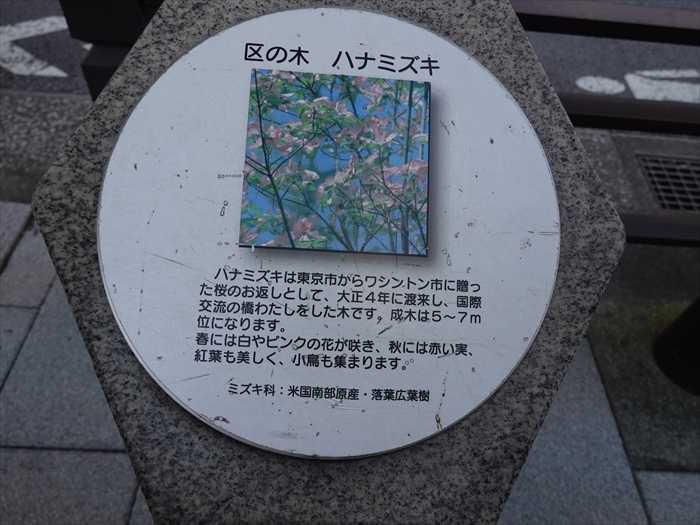 区の木　ハナミズキ
ハナミズキは東京市からワシントン市に贈っ
た桜のお返しとして、大正４年に渡来し、国際
交流の橋わたしをした木です。成木は５～７ｍ
位になります。
春には白やピンクの花が咲き、秋には赤い実、
紅葉も美しく、小鳥も集まります。
ミズキ科：米国南部原産・落葉広葉樹